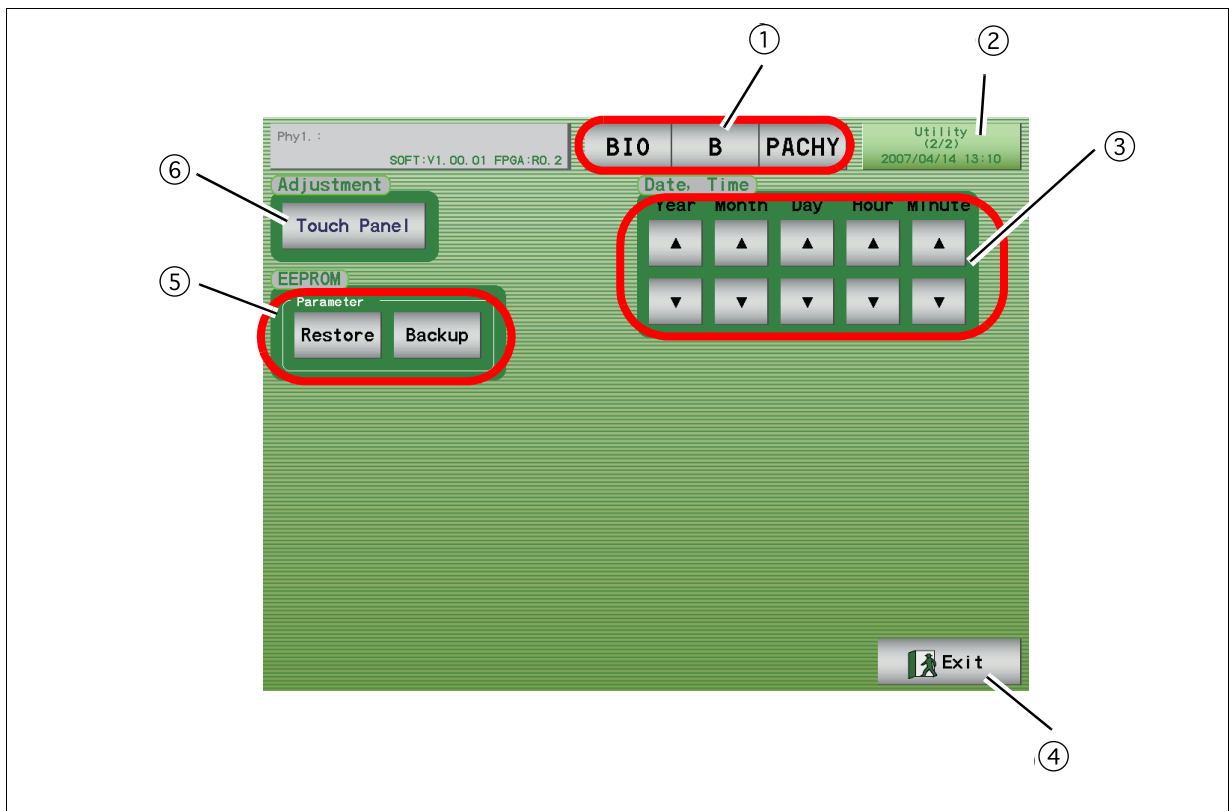 ① ②
Phy1. :
SOFT:V1. 00. 01 FPGA:R0. 2
BIO B PACHY
Utility
(2/2)
2007/04/14 13:10
③
⑥
Adjustment
Touch Panel
Date, Time
Year Month Day Hour Minute
▲ ▲ ▲ ▲ ▲
▼ ▼ ▼ ▼ ▼
⑤
EEPROM
Parameter
Restore Backup
Exit
④